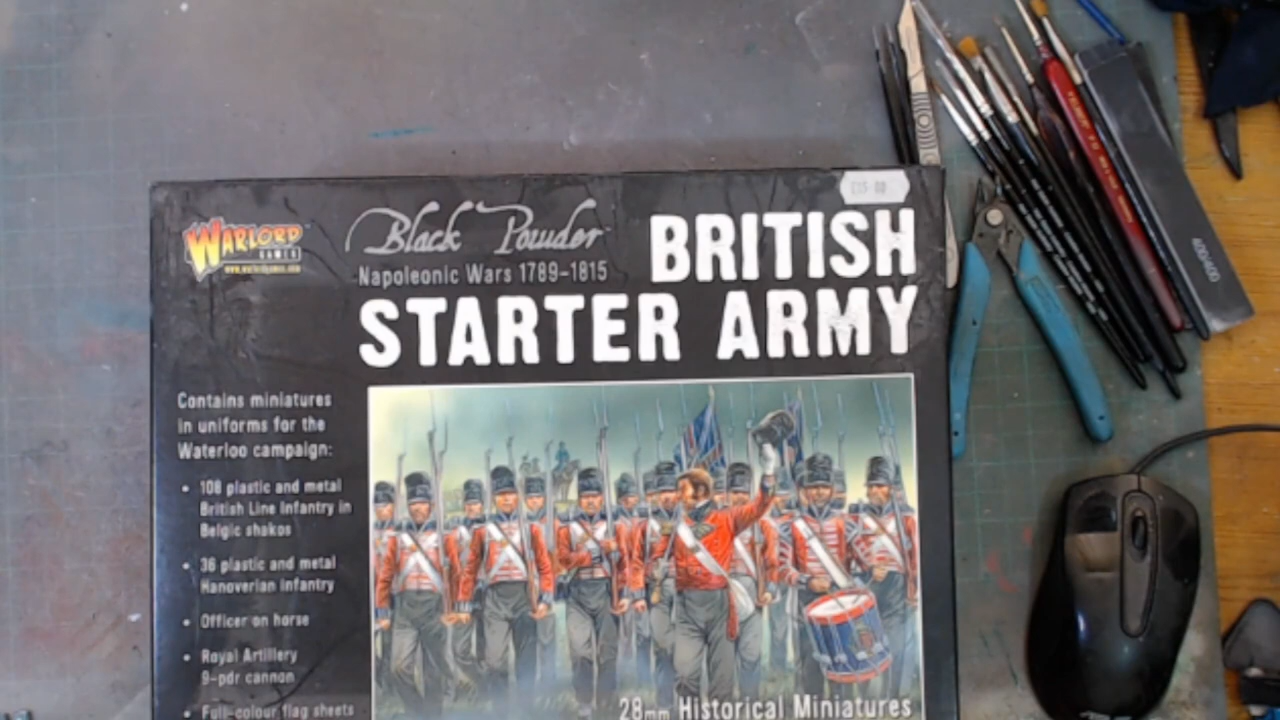 WARLORD
GAMES
Black Powder
Napoleonic Wars 1789-1815
BRITISH
STARTER ARMY
Contains miniatures
in uniforms for the
Waterloo campaign:
• 108 plastic and metal
British Line Infantry in
Belgic shakos
• 36 plastic and metal
Hanoverian Infantry
• Officer on horse
• Royal Artillery
9-pdr cannon
• Full-colour flag sheets
28mm Historical Miniatures
400/600